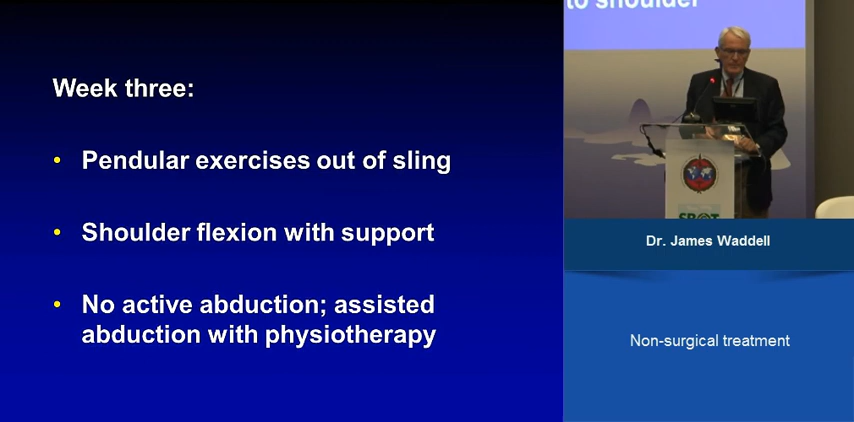 to shoulder
Week three:
• Pendular exercises out of sling
• Shoulder flexion with support
• No active abduction; assisted
abduction with physiotherapy
SBOT
Dr. James Waddell
Non-surgical treatment